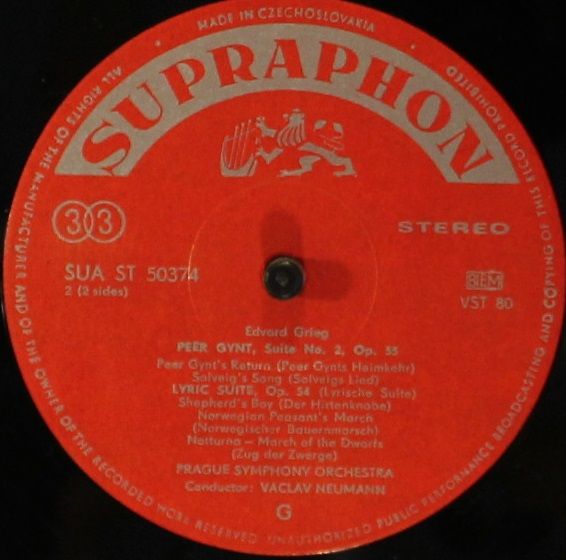 MADE IN CZECHOSLOVAKIA
SUPRAPHON
33
STEREO
SUA ST 50374
2 (2 sides)
BIEM
VST 80
Edvard Grieg
PEER GYNT, Suite No. 2, Op. 55
Peer Gynt's Return (Peer Gynts Heimkehr)
Solveig's Song (Solveigs Lied)
LYRIC SUITE, Op. 54 (Lyrische Suite)
Shepherd's Boy (Der Hirtenknabe)
Norwegian Peasant's March
(Norwegischer Bauernmarsch)
Notturno – March of the Dwarfs
(Zug der Zwerge)
PRAGUE SYMPHONY ORCHESTRA
Conductor: VACLAV NEUMANN
G
ALL RIGHTS OF THE MANUFACTURER AND OF THE OWNER OF THE RECORDED WORK RESERVED. UNAUTHORIZED PUBLIC PERFORMANCE BROADCASTING AND COPYING OF THIS RECORD PROHIBITED